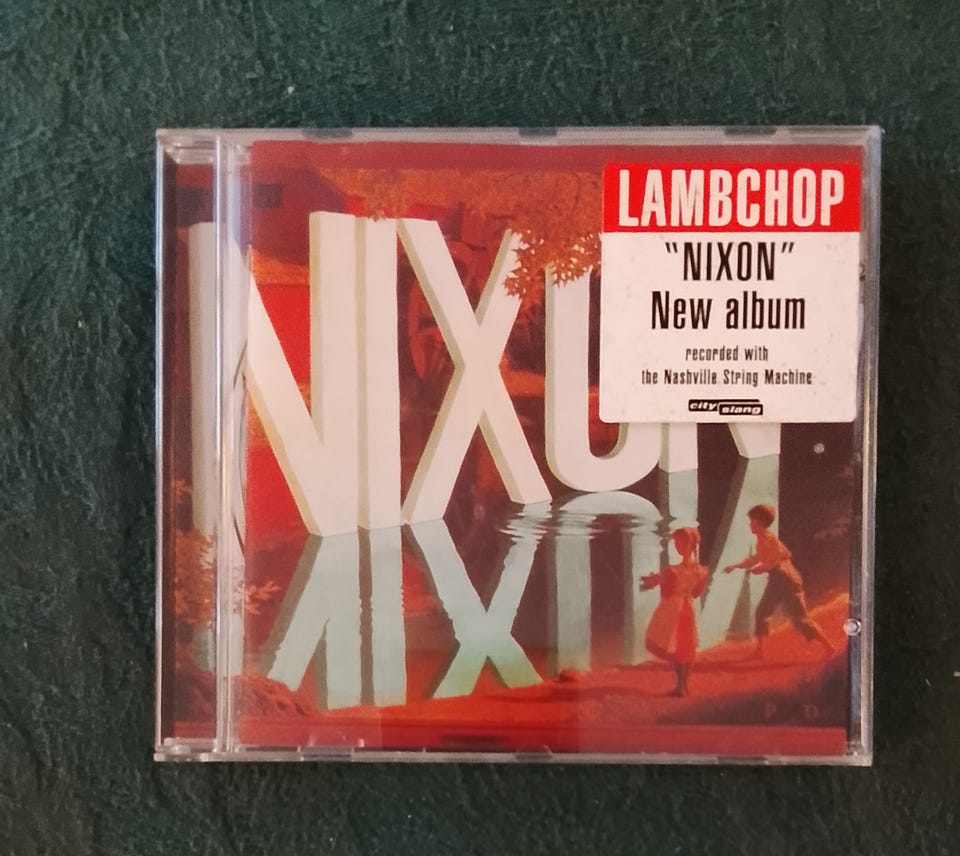 NIXON
LAMBCHOP
"NIXON"
New album
recorded with
the Nashville String Machine
city slang
P D